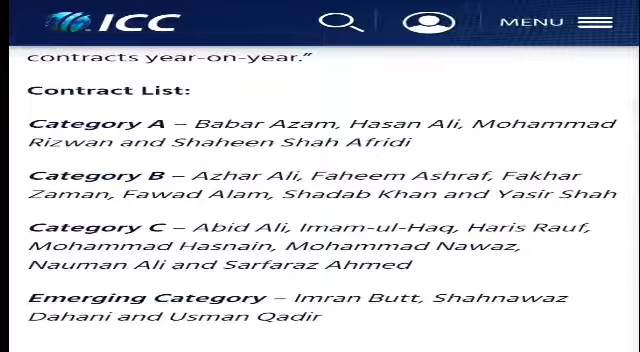 ICC MENU
contracts year-on-year."
Contract List:
Category A – Babar Azam, Hasan Ali, Mohammad
Rizwan and Shaheen Shah Afridi
Category B – Azhar Ali, Faheem Ashraf, Fakhar
Zaman, Fawad Alam, Shadab Khan and Yasir Shah
Category C – Abid Ali, Imam-ul-Haq, Haris Rauf,
Mohammad Hasnain, Mohammad Nawaz,
Nauman Ali and Sarfaraz Ahmed
Emerging Category – Imran Butt, Shahnawaz
Dahani and Usman Qadir